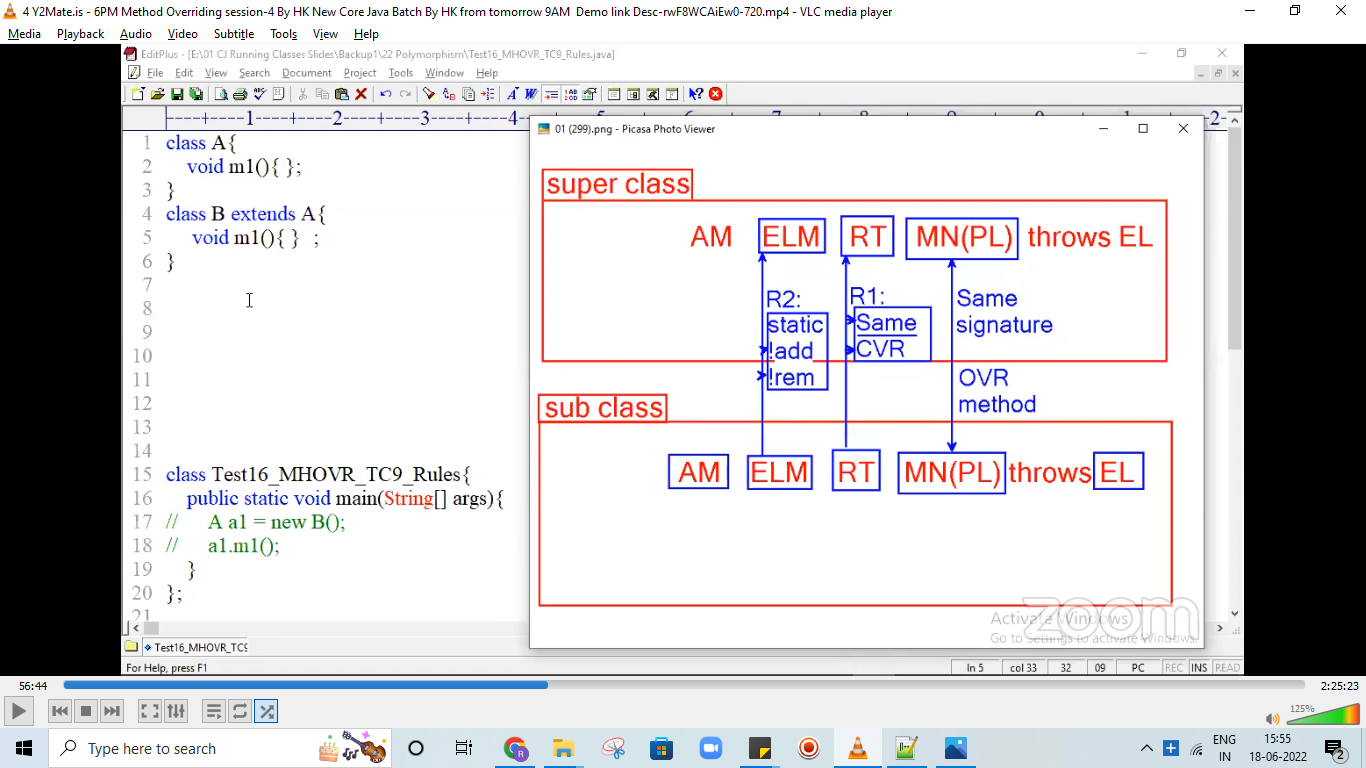 4 Y2Mate.is - 6PM Method Overriding session-4 By HK New Core Java Batch By HK from tomorrow 9AM  Demo link Desc-rwF8WCAiEw0-720.mp4 - VLC media player
Media Playback Audio Video Subtitle Tools View Help
EditPlus - [E:\01 CJ Running Classes Slides\Backup1\22 Polymorphism\Test16_MHOVR_TC9_Rules.java]
File Edit View Search Document Project Tools Window Help
----+----1----+----2----+----3----+----4-
1 class A{
2 void m1(){ };
3 }
4 class B extends A{
5 void m1(){ }  ;
6 }
7
8
9
10
11
12
13
14
15 class Test16_MHOVR_TC9_Rules{
16 public static void main(String[] args){
17 // A a1 = new B();
18 // a1.m1();
19 }
20 };
21
01 (299).png - Picasa Photo Viewer
super class
AM ELM RT MN(PL) throws EL
R2:
static
!add
!rem
R1:
Same
CVR
Same
signature
OVR
method
sub class
AM ELM RT MN(PL) throws EL
Activate Windows
Go to Settings to activate Windows.
zoom
Test16_MHOVR_TC9
For Help, press F1
ln 5 col 33 32 09 PC REC INS READ
56:44
2:25:23
125%
Type here to search
ENG
IN
15:55
18-06-2022
2